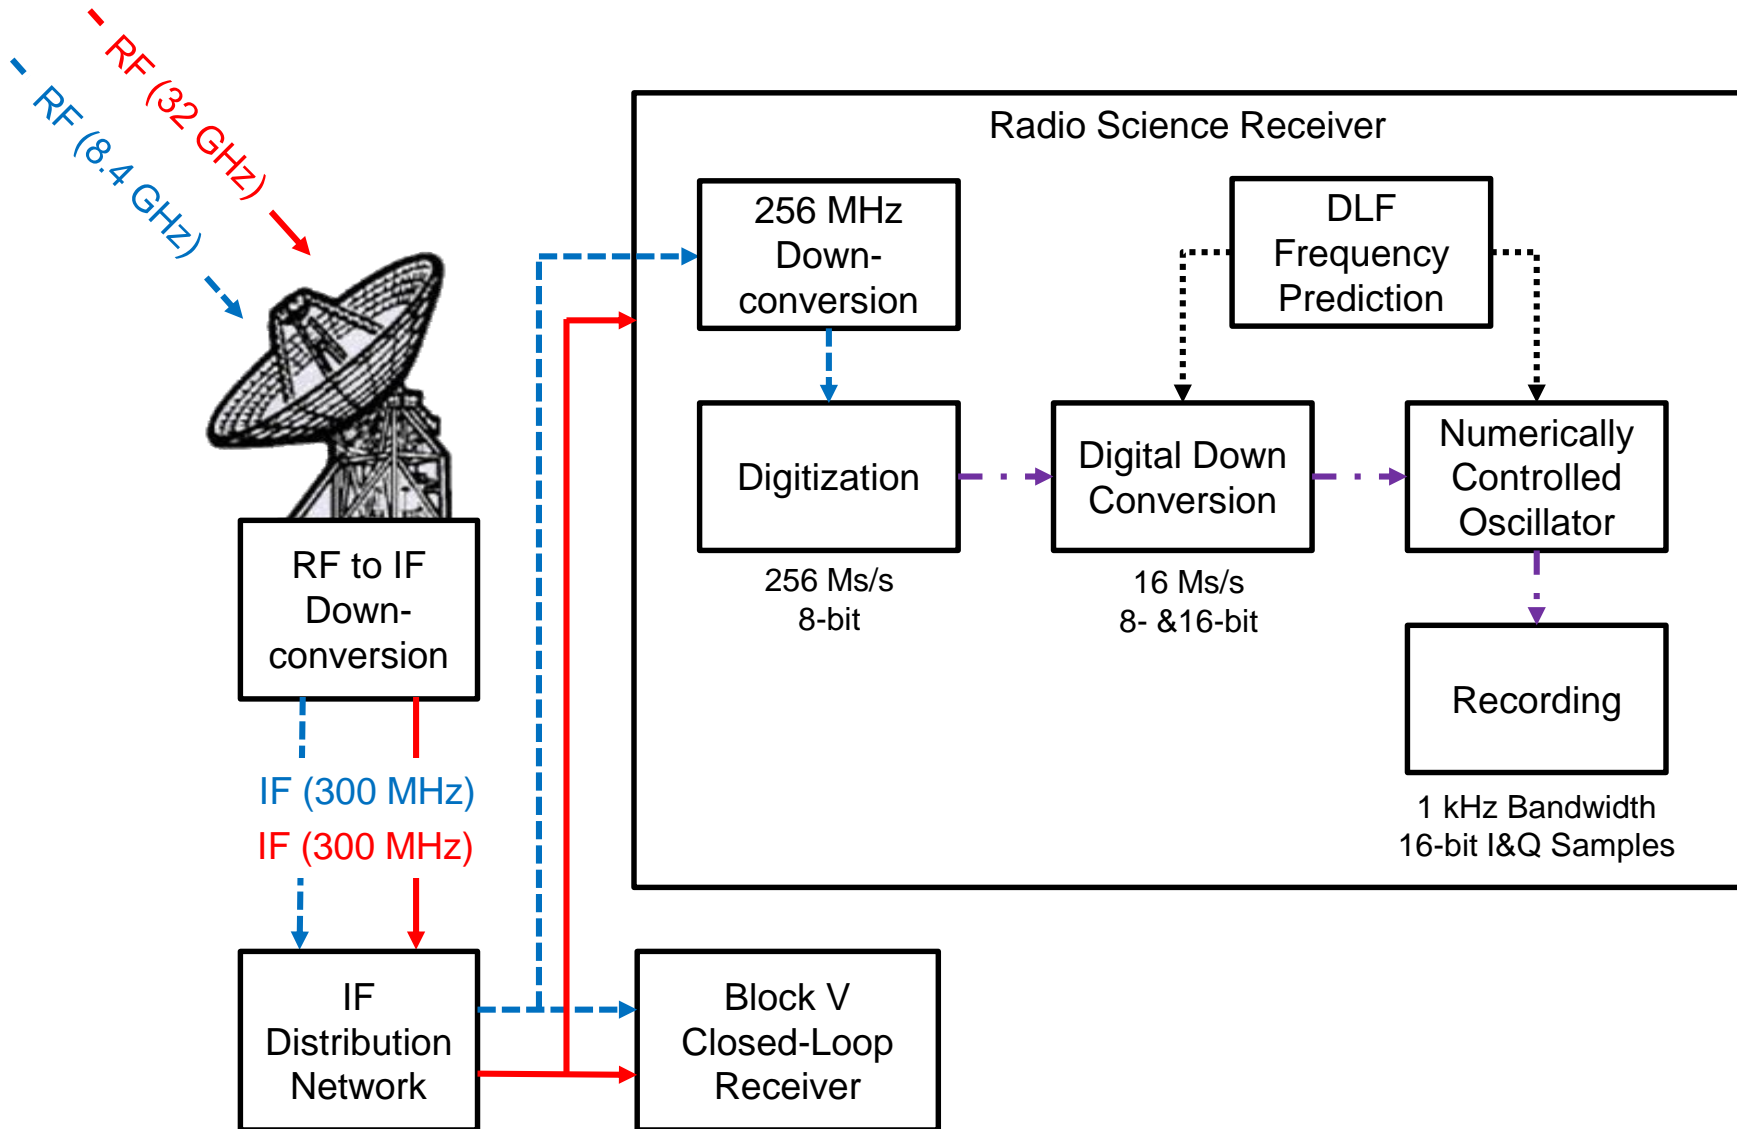 RF (32 GHz)
RF (8.4 GHz)
Radio Science Receiver
256 MHz
Down-
conversion
DLF
Frequency
Prediction
Digitization
Digital Down
Conversion
Numerically
Controlled
Oscillator
256 Ms/s
8-bit
16 Ms/s
8- &16-bit
RF to IF
Down-
conversion
Recording
1 kHz Bandwidth
16-bit I&Q Samples
IF (300 MHz)
IF (300 MHz)
IF
Distribution
Network
Block V
Closed-Loop
Receiver